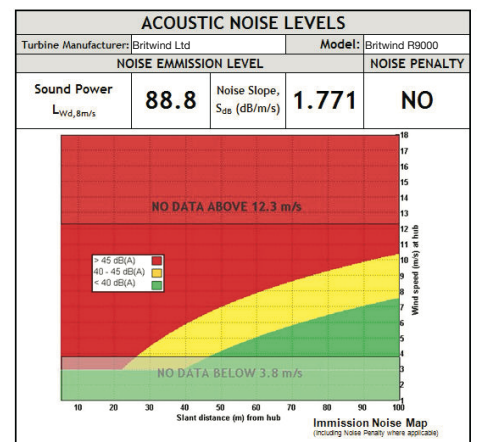 ACOUSTIC NOISE LEVELS
Turbine Manufacturer: Britwind Ltd Model: Britwind R9000
NOISE EMMISSION LEVEL NOISE PENALTY
Sound Power
LWd,8m/s
88.8
Noise Slope,
SdB (dB/m/s)
1.771
NO
NO DATA ABOVE 12.3 m/s
> 45 dB(A)
40 - 45 dB(A)
< 40 dB(A)
NO DATA BELOW 3.8 m/s
18
17
16
15
14
13
12
11
10
9
8
7
6
5
4
3
2
1
Wind speed (m/s) at hub
10 20 30 40 50 60 70 80 90 100
Slant distance (m) from hub
Immission Noise Map
(Including Noise Penalty where applicable)